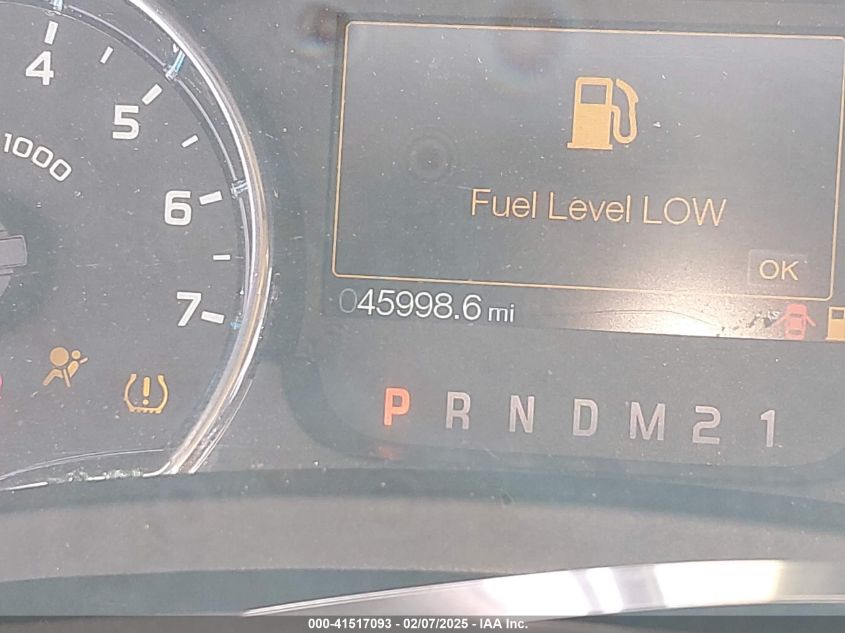 4
5
1000
6
7
Fuel Level LOW
OK
045998.6 mi
P R N D M 2 1
000-41517093 - 02/07/2025 - IAA Inc.